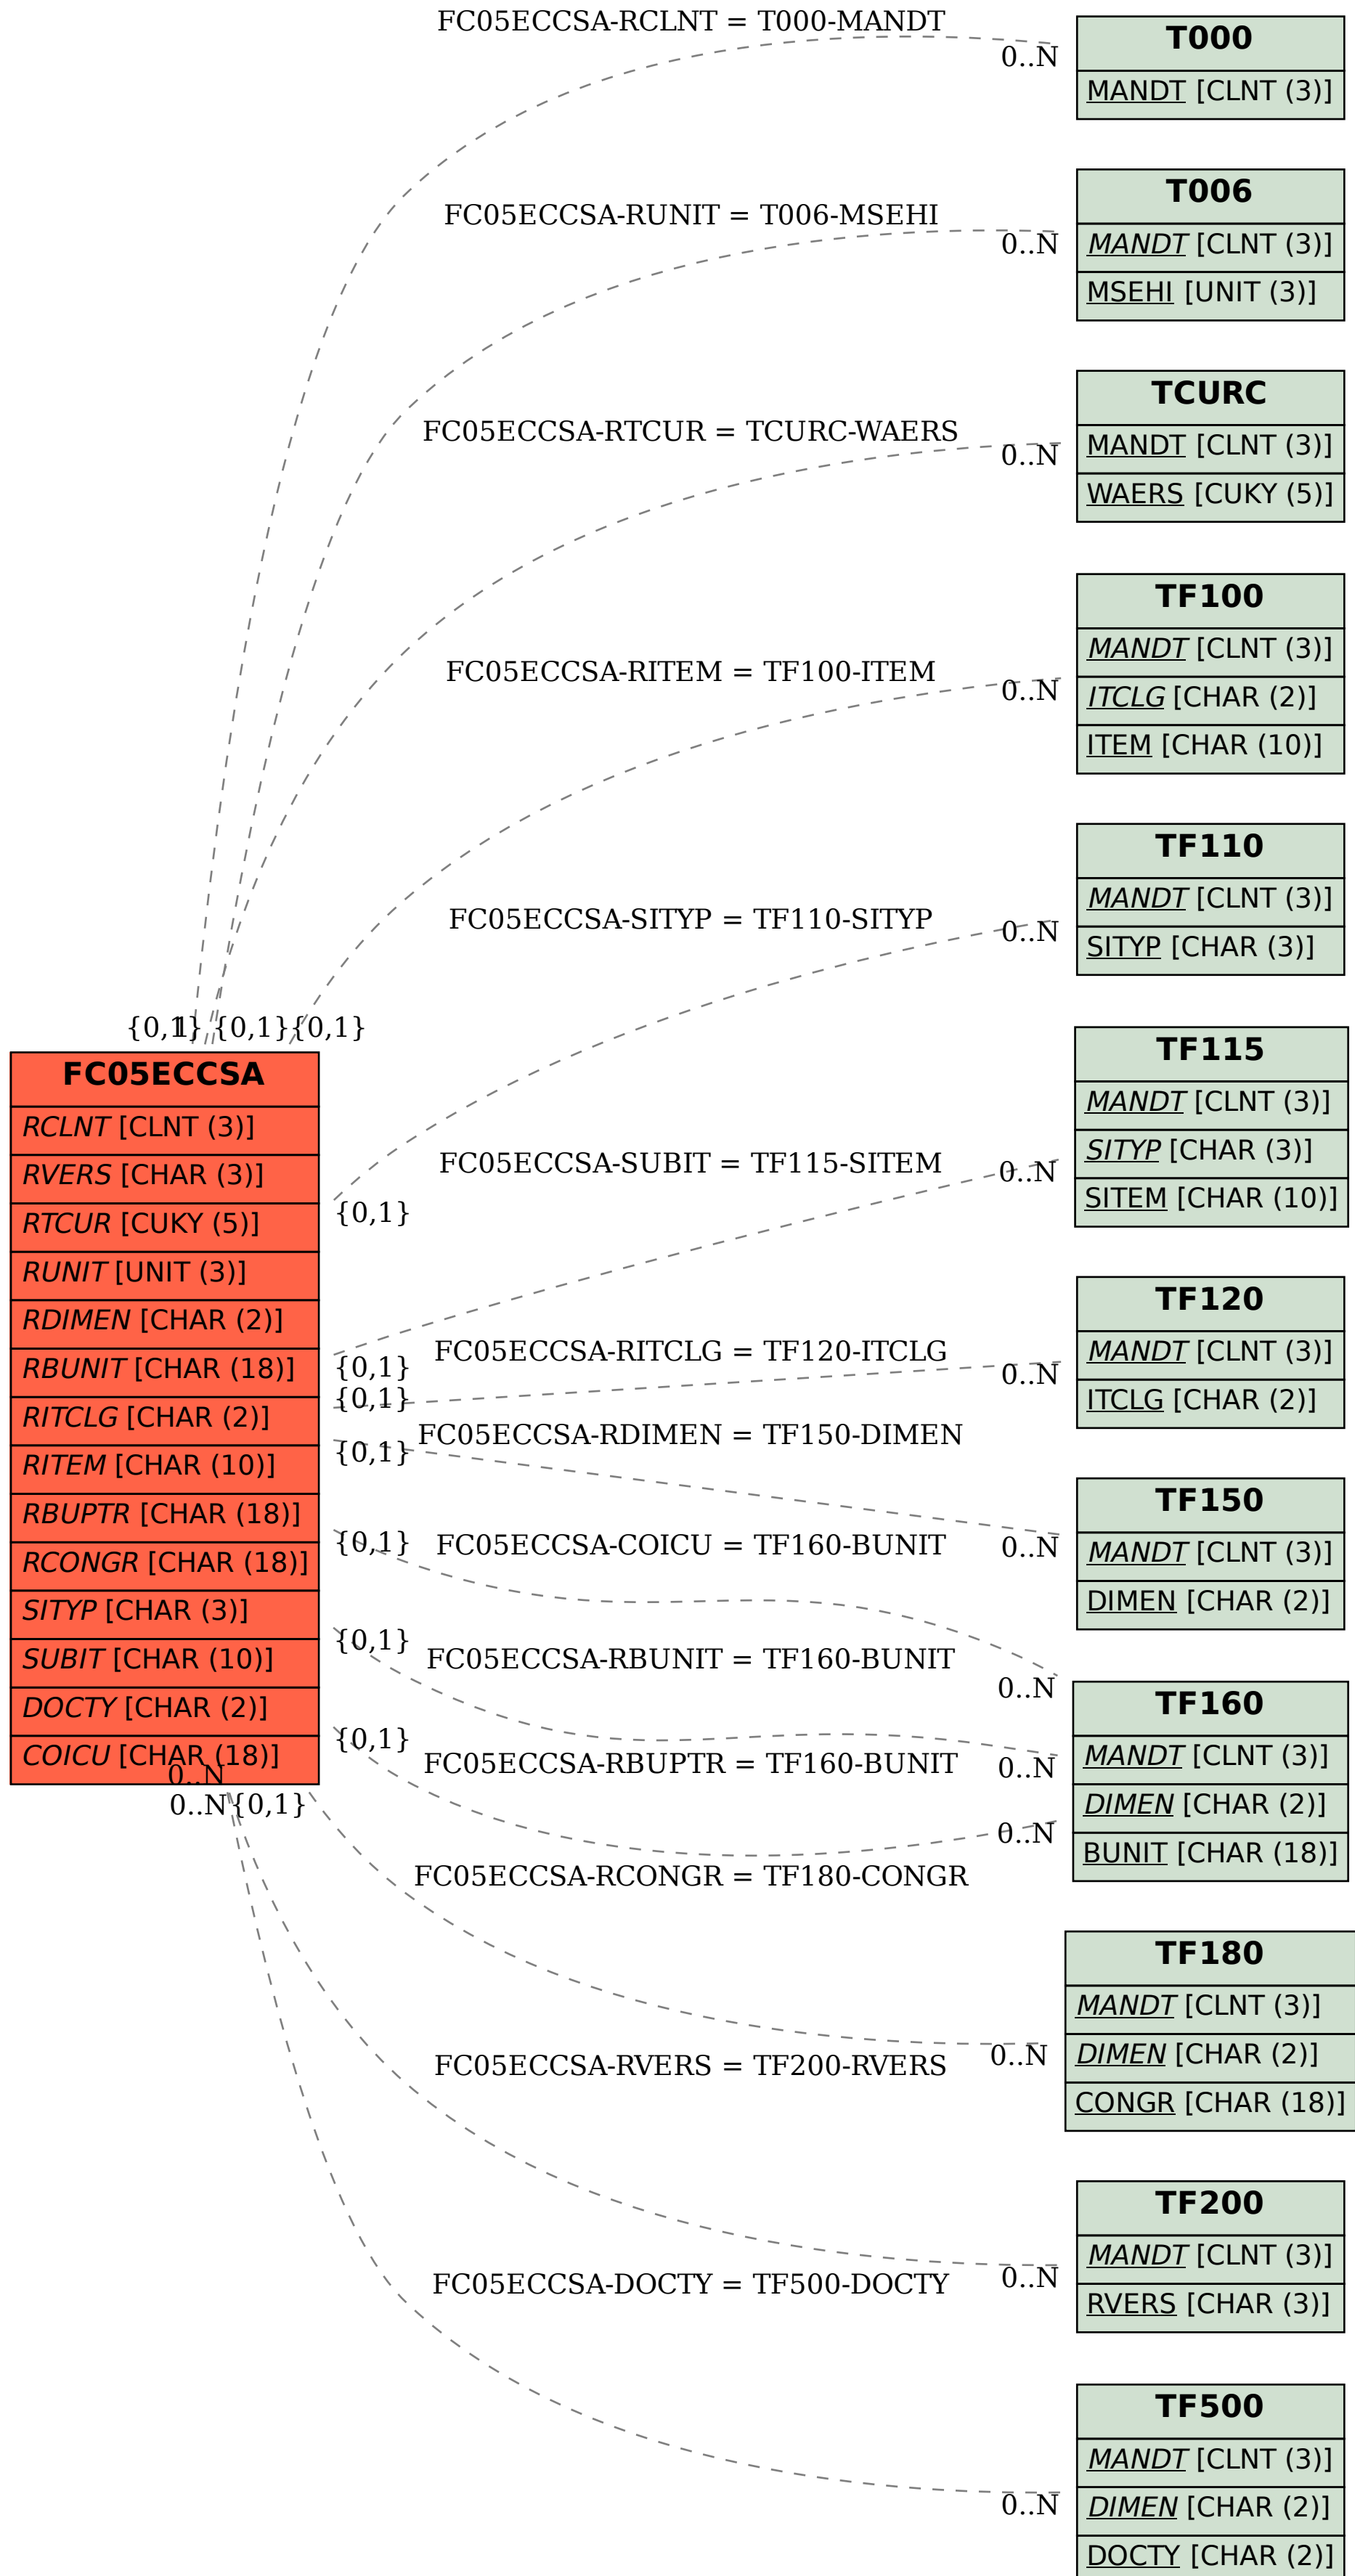 FC05ECCSA-RCLNT = T000-MANDT
0..N
T000
MANDT [CLNT (3)]
FC05ECCSA-RUNIT = T006-MSEHI
0..N
T006
MANDT [CLNT (3)]
MSEHI [UNIT (3)]
FC05ECCSA-RTCUR = TCURC-WAERS
0..N
TCURC
MANDT [CLNT (3)]
WAERS [CUKY (5)]
FC05ECCSA-RITEM = TF100-ITEM
0..N
TF100
MANDT [CLNT (3)]
ITCLG [CHAR (2)]
ITEM [CHAR (10)]
FC05ECCSA-SITYP = TF110-SITYP
0..N
TF110
MANDT [CLNT (3)]
SITYP [CHAR (3)]
{0,1}
1
{0,1}
{0,1}
FC05ECCSA
RCLNT [CLNT (3)]
RVERS [CHAR (3)]
RTCUR [CUKY (5)]
RUNIT [UNIT (3)]
RDIMEN [CHAR (2)]
RBUNIT [CHAR (18)]
RITCLG [CHAR (2)]
RITEM [CHAR (10)]
RBUPTR [CHAR (18)]
RCONGR [CHAR (18)]
SITYP [CHAR (3)]
SUBIT [CHAR (10)]
DOCTY [CHAR (2)]
COICU [CHAR (18)]
0..N
0..N
{0,1}
{0,1}
FC05ECCSA-SUBIT = TF115-SITEM
0..N
TF115
MANDT [CLNT (3)]
SITYP [CHAR (3)]
SITEM [CHAR (10)]
{0,1}
FC05ECCSA-RITCLG = TF120-ITCLG
{0,1}
0..N
TF120
MANDT [CLNT (3)]
ITCLG [CHAR (2)]
FC05ECCSA-RDIMEN = TF150-DIMEN
{0,1}
0..N
TF150
MANDT [CLNT (3)]
DIMEN [CHAR (2)]
{0,1}
FC05ECCSA-COICU = TF160-BUNIT
{0,1}
FC05ECCSA-RBUNIT = TF160-BUNIT
0..N
{0,1}
FC05ECCSA-RBUPTR = TF160-BUNIT
0..N
0..N
TF160
MANDT [CLNT (3)]
DIMEN [CHAR (2)]
BUNIT [CHAR (18)]
FC05ECCSA-RCONGR = TF180-CONGR
0..N
TF180
MANDT [CLNT (3)]
DIMEN [CHAR (2)]
CONGR [CHAR (18)]
FC05ECCSA-RVERS = TF200-RVERS
0..N
TF200
MANDT [CLNT (3)]
RVERS [CHAR (3)]
FC05ECCSA-DOCTY = TF500-DOCTY
0..N
TF500
MANDT [CLNT (3)]
DIMEN [CHAR (2)]
DOCTY [CHAR (2)]